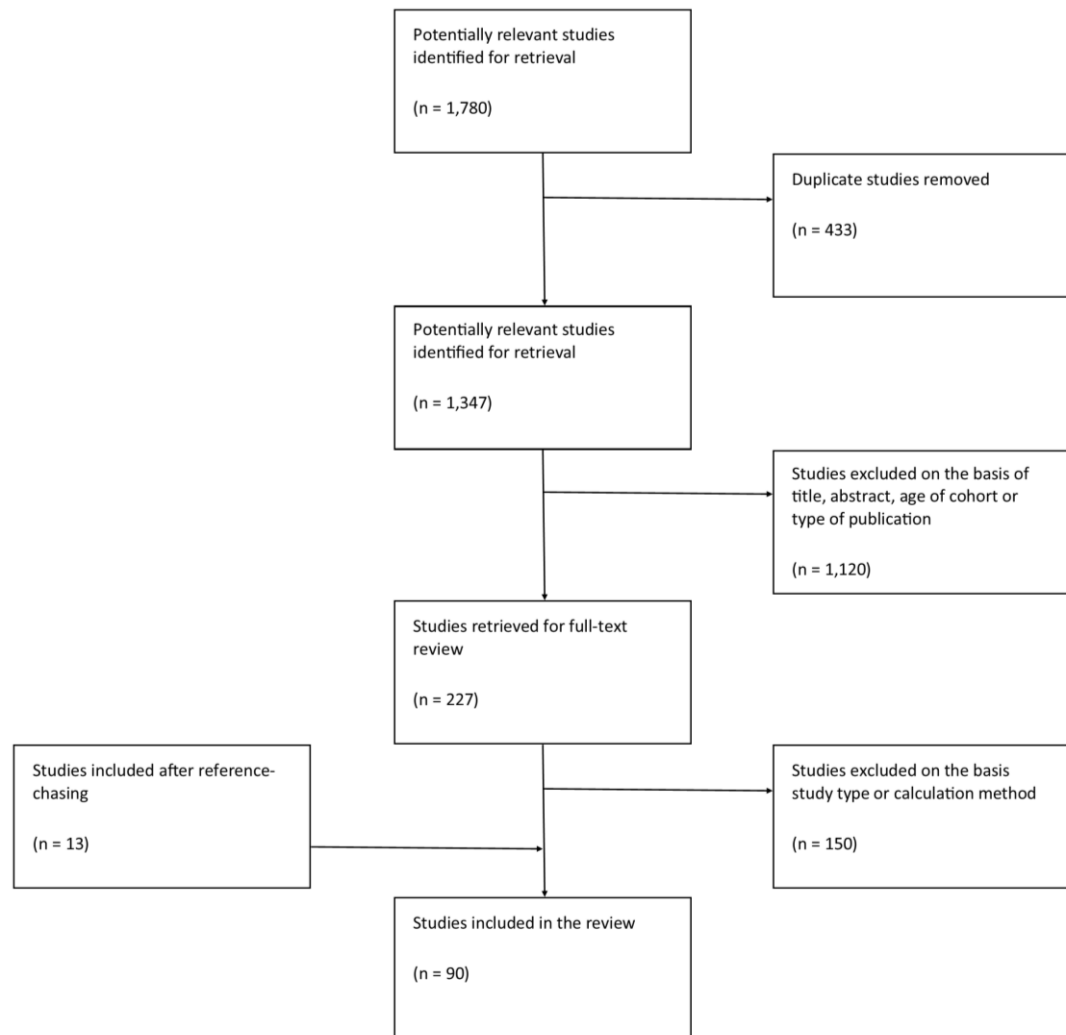 Potentially relevant studies
identified for retrieval
(n = 1,780)
Duplicate studies removed
(n = 433)
Potentially relevant studies
identified for retrieval
(n = 1,347)
Studies excluded on the basis of
title, abstract, age of cohort or
type of publication
(n = 1,120)
Studies retrieved for full-text
review
(n = 227)
Studies included after reference-
chasing
(n = 13)
Studies excluded on the basis
study type or calculation method
(n = 150)
Studies included in the review
(n = 90)